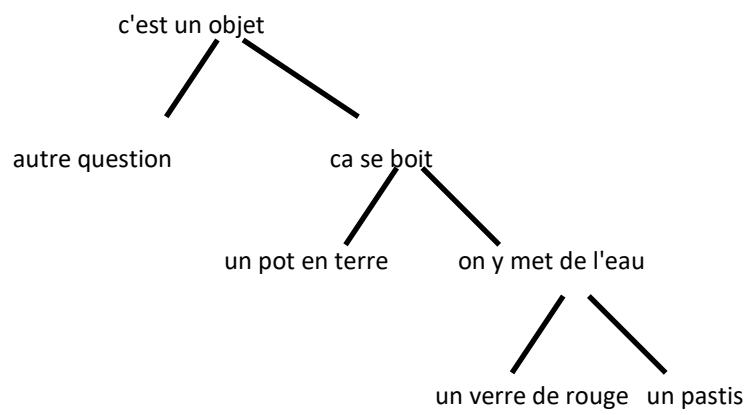 c'est un objet
autre question
ca se boit
un pot en terre
on y met de l'eau
un verre de rouge
un pastis